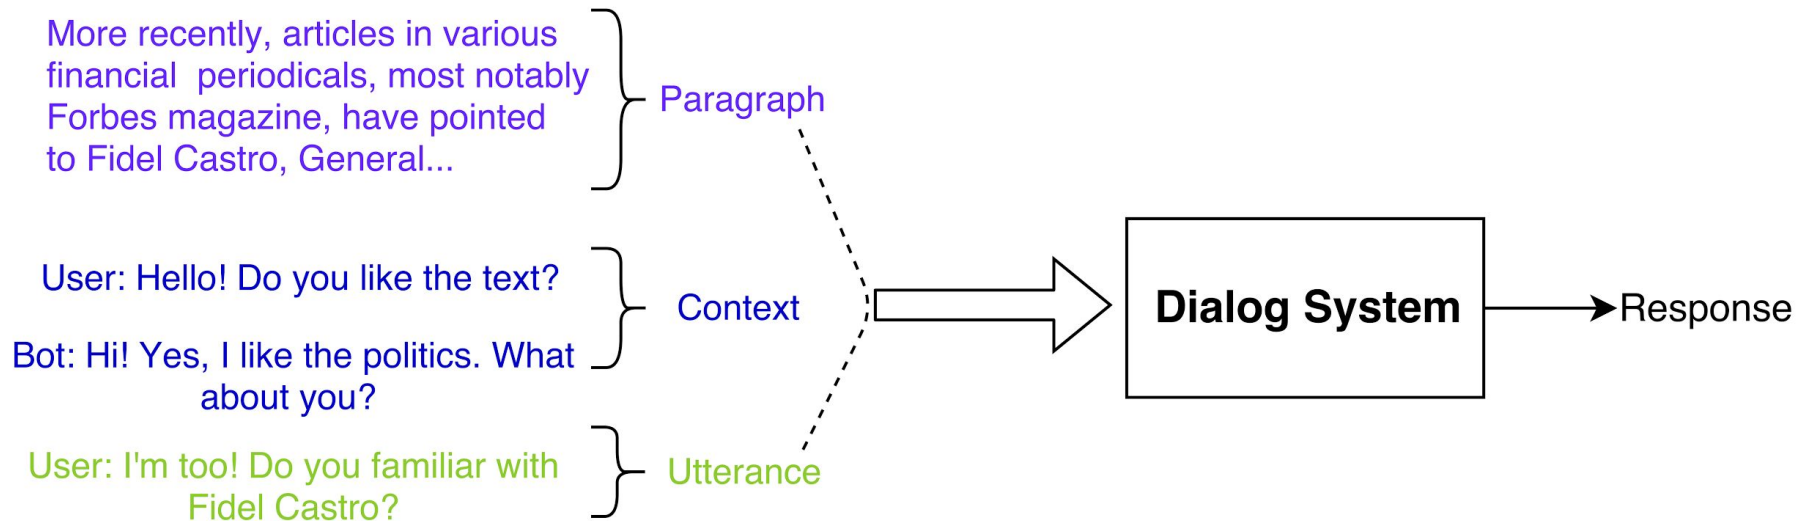 More recently, articles in various
financial periodicals, most notably
Forbes magazine, have pointed
to Fidel Castro, General...
Paragraph
User: Hello! Do you like the text?
Bot: Hi! Yes, I like the politics. What
about you?
Context
User: I'm too! Do you familiar with
Fidel Castro?
Utterance
Dialog System
Response